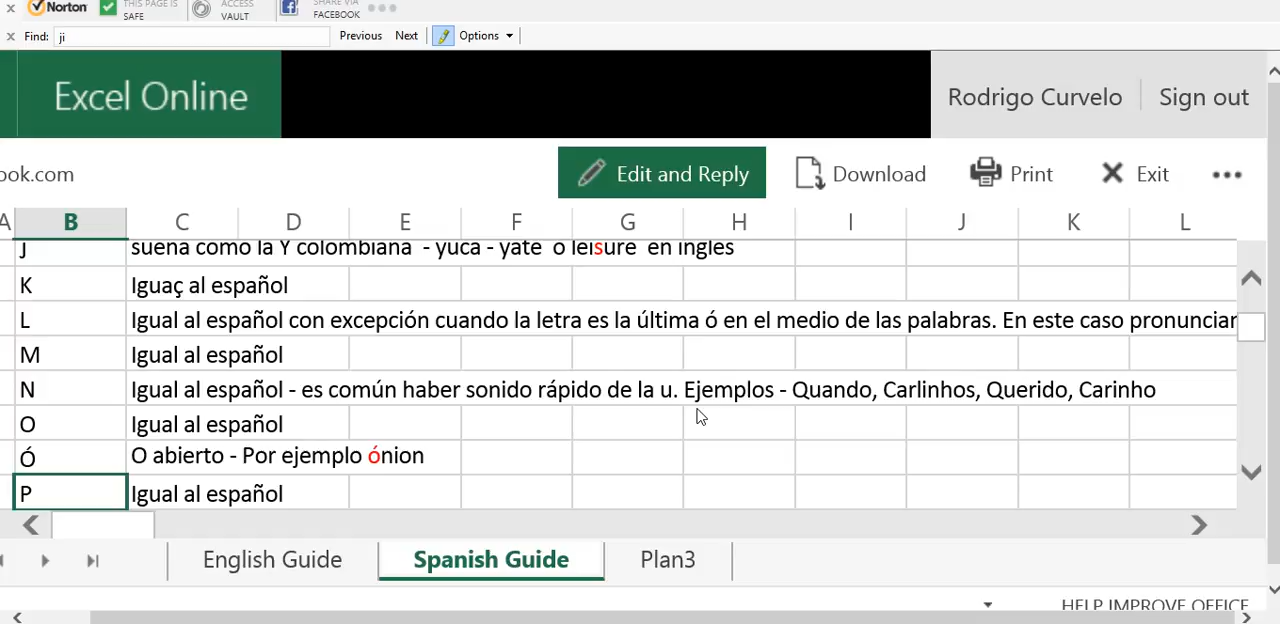 Norton
THIS PAGE IS
SAFE
ACCESS
VAULT
SHARE VIA
FACEBOOK
Find: ji Previous Next Options
Excel Online
Rodrigo Curvelo Sign out
ook.com Edit and Reply Download Print Exit
A B C D E F G H I J K L
J suena como la Y colombiana - yuca - yate o leisure en ingles
K Iguaç al español
L Igual al español con excepción cuando la letra es la última ó en el medio de las palabras. En este caso pronunciar
M Igual al español
N Igual al español - es común haber sonido rápido de la u. Ejemplos - Quando, Carlinhos, Querido, Carinho
O Igual al español
Ó O abierto - Por ejemplo ónion
P Igual al español
English Guide Spanish Guide Plan3
HELP IMPROVE OFFICE